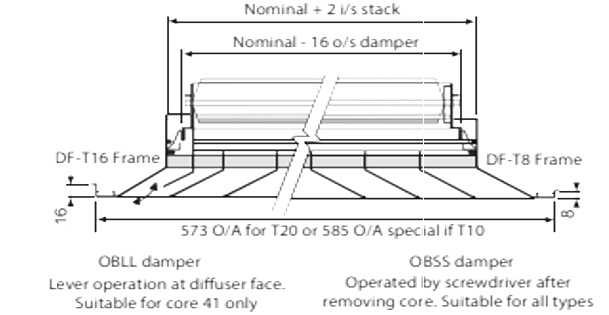 Nominal + 2 i/s stack
Nominal - 16 o/s damper
DF-T16 Frame
DF-T8 Frame
16
8
573 O/A for T20 or 585 O/A special if T10
OBLL damper
Lever operation at diffuser face.
Suitable for core 41 only
OBSS damper
Operated by screwdriver after
removing core. Suitable for all types